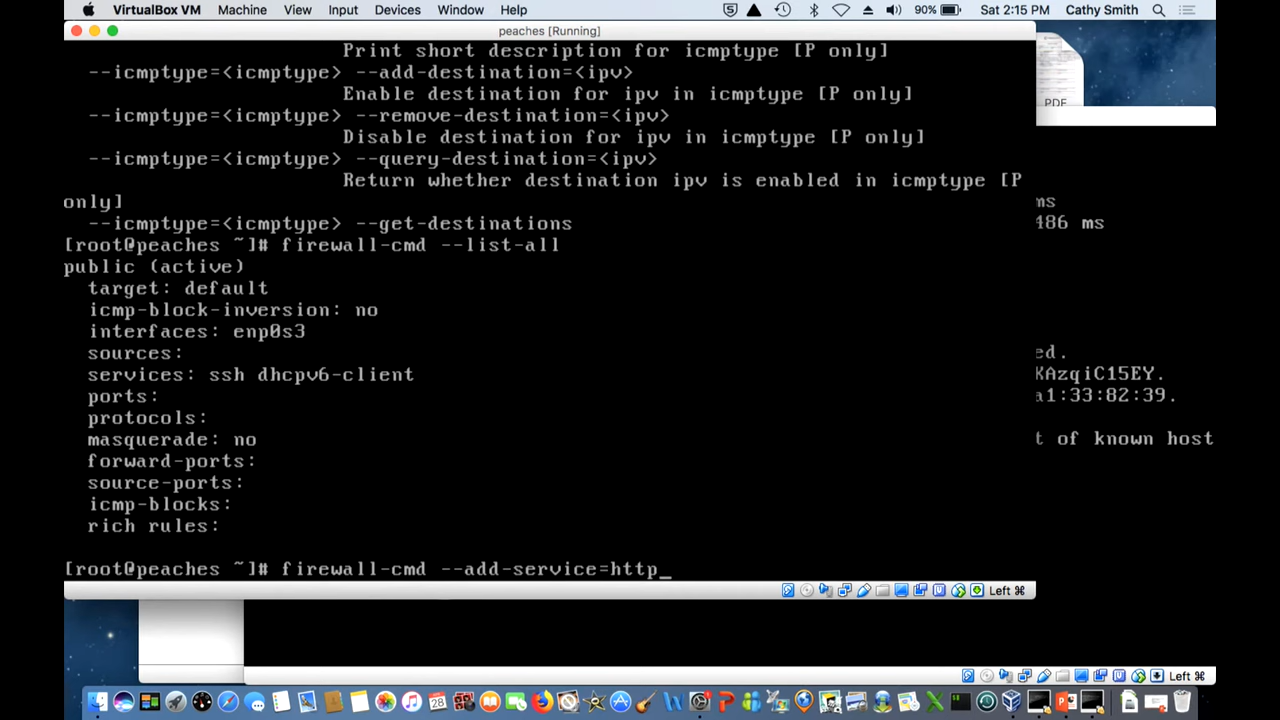 VirtualBox VM Machine View Input Devices Window Help 90% Sat 2:15 PM Cathy Smith
peaches [Running]
Print short description for icmptype [P only]
--icmptype=<icmptype> --add-destination=<ipv>
Enable destination for ipv in icmptype [P only]
PDF
--icmptype=<icmptype> --remove-destination=<ipv>
Disable destination for ipv in icmptype [P only]
--icmptype=<icmptype> --query-destination=<ipv>
Return whether destination ipv is enabled in icmptype [P
only]
ms
--icmptype=<icmptype> --get-destinations
486 ms
[root@peaches ~]# firewall-cmd --list-all
public (active)
target: default
icmp-block-inversion: no
interfaces: enp0s3
sources:
ed.
services: ssh dhcpv6-client
KAzqiC15EY.
ports:
a1:33:82:39.
protocols:
masquerade: no
t of known host
forward-ports:
source-ports:
icmp-blocks:
rich rules:
[root@peaches ~]# firewall-cmd --add-service=http_
Left ⌘
Left ⌘